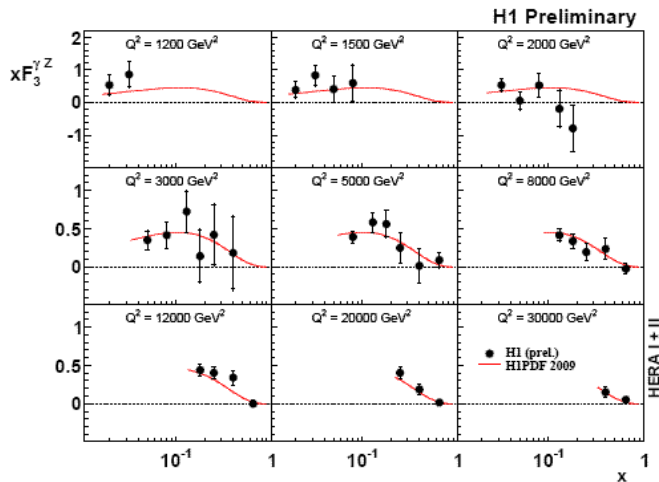 H1 Preliminary
xF₃^γZ
Q² = 1200 GeV²
Q² = 1500 GeV²
Q² = 2000 GeV²
2
1
0
-1
Q² = 3000 GeV²
Q² = 5000 GeV²
Q² = 8000 GeV²
1
0.5
0
Q² = 12000 GeV²
Q² = 20000 GeV²
Q² = 30000 GeV²
1
0.5
0
H1 (prel.)
H1PDF 2009
HERA I + II
10⁻¹
1
10⁻¹
1
10⁻¹
1
x